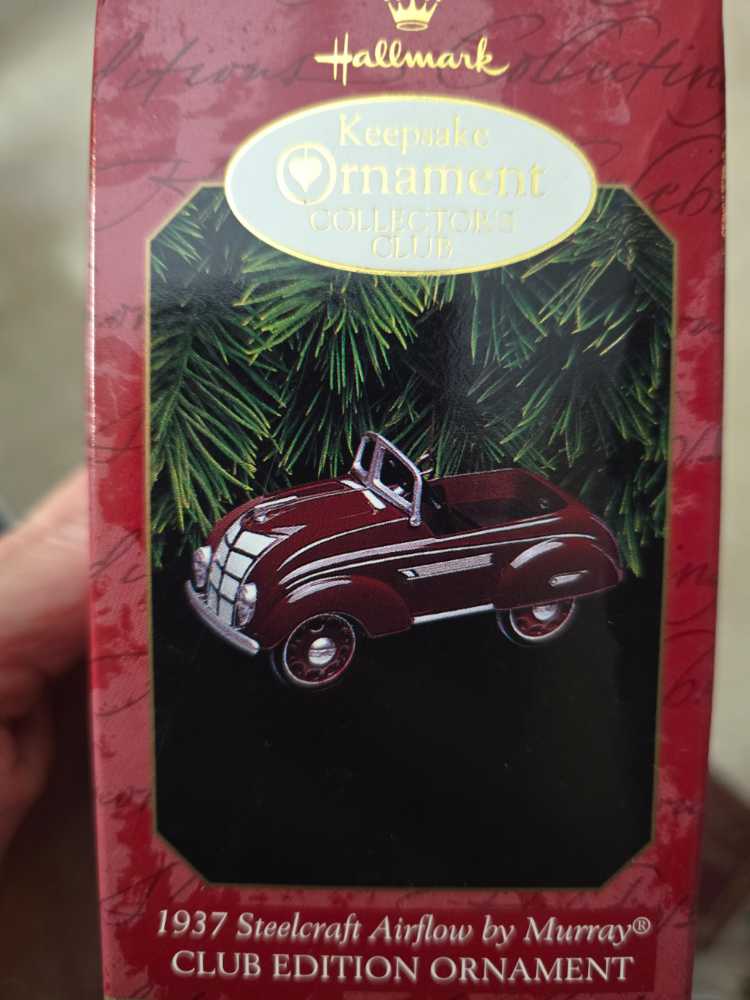 Hallmark
Keepsake
Ornament
COLLECTOR'S
CLUB
1937 Steelcraft Airflow by Murray®
CLUB EDITION ORNAMENT